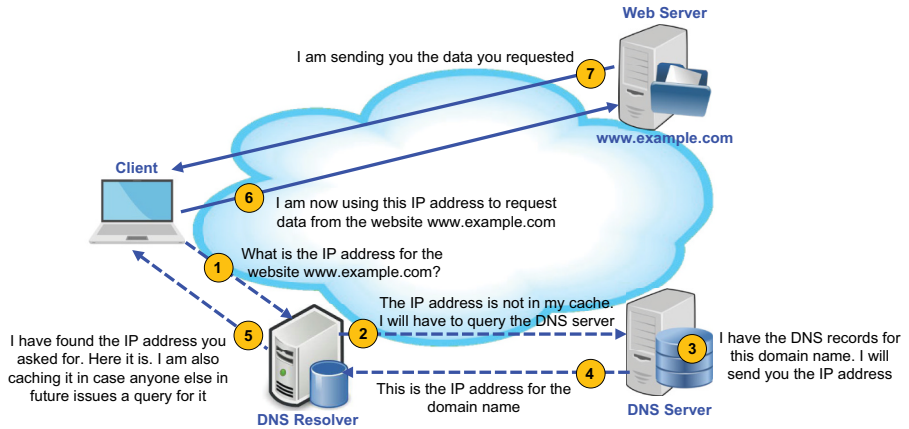 Web Server
I am sending you the data you requested
7
www.example.com
Client
6
I am now using this IP address to request
data from the website www.example.com
1
What is the IP address for the
website www.example.com?
The IP address is not in my cache.
I will have to query the DNS server
2
5
I have found the IP address you
asked for. Here it is. I am also
caching it in case anyone else in
future issues a query for it
3
I have the DNS records for
this domain name. I will
send you the IP address
4
This is the IP address for the
domain name
DNS Resolver
DNS Server